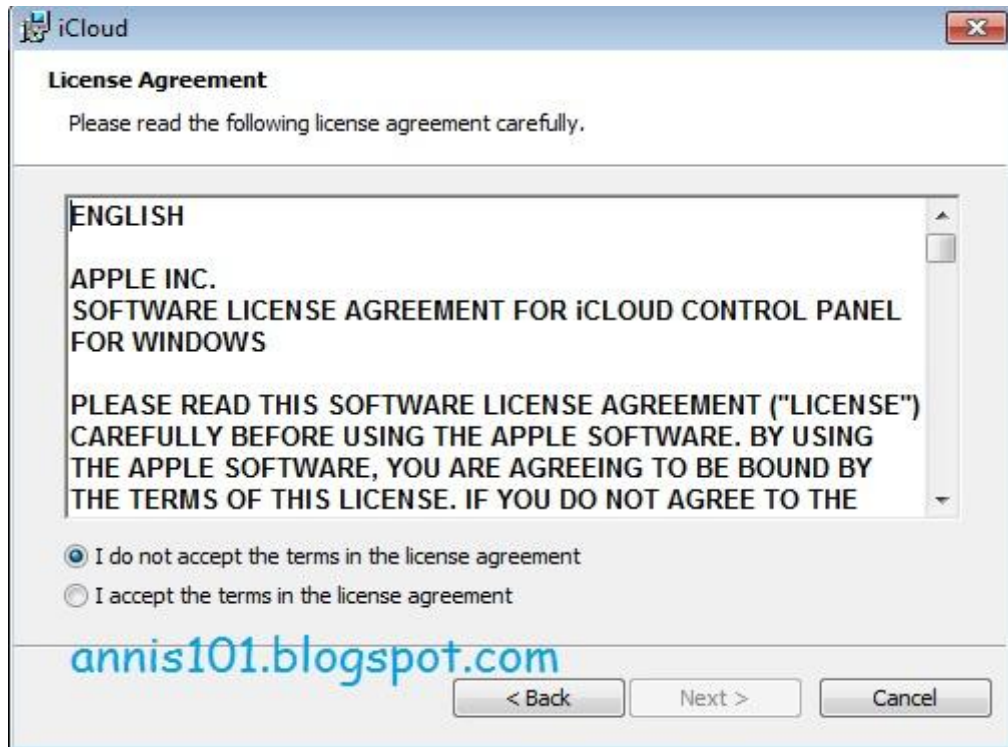 iCloud
License Agreement
Please read the following license agreement carefully.
ENGLISH
APPLE INC.
SOFTWARE LICENSE AGREEMENT FOR iCLOUD CONTROL PANEL
FOR WINDOWS
PLEASE READ THIS SOFTWARE LICENSE AGREEMENT ("LICENSE")
CAREFULLY BEFORE USING THE APPLE SOFTWARE. BY USING
THE APPLE SOFTWARE, YOU ARE AGREEING TO BE BOUND BY
THE TERMS OF THIS LICENSE. IF YOU DO NOT AGREE TO THE
I do not accept the terms in the license agreement
I accept the terms in the license agreement
annis101.blogspot.com
< Back Next > Cancel